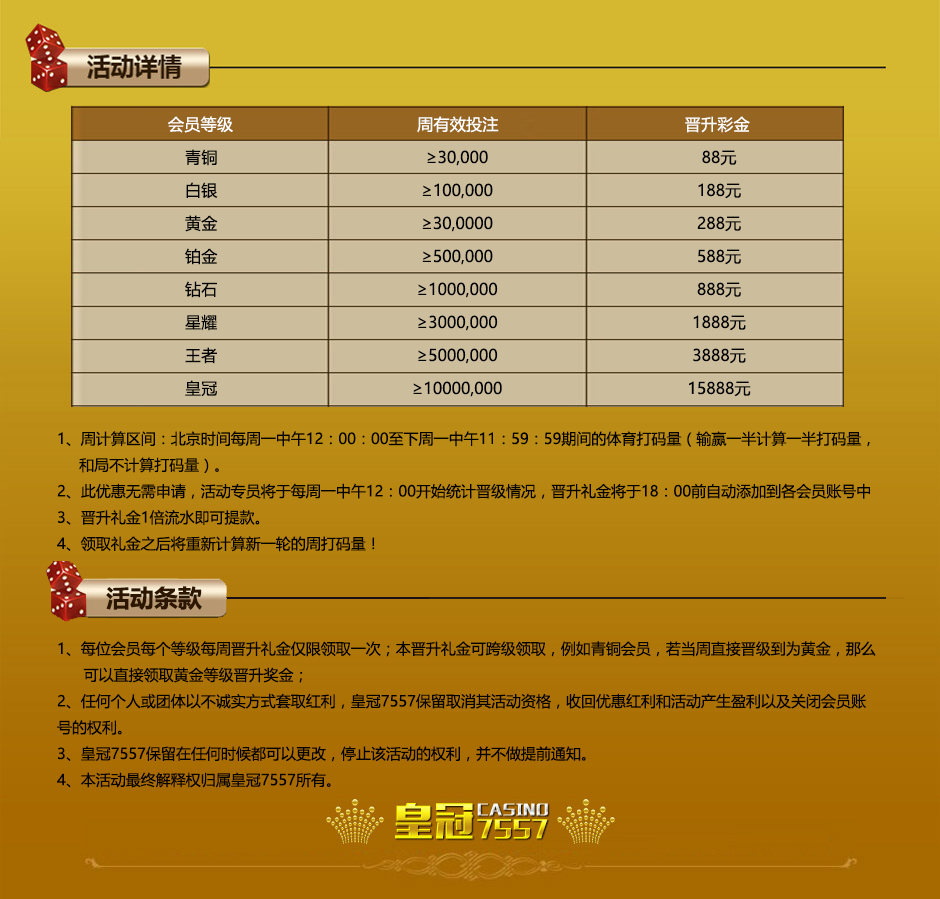 活动详情
会员等级 周有效投注 晋升彩金
青铜 ≥30,000 88元
白银 ≥100,000 188元
黄金 ≥30,0000 288元
铂金 ≥500,000 588元
钻石 ≥1000,000 888元
星耀 ≥3000,000 1888元
王者 ≥5000,000 3888元
皇冠 ≥10000,000 15888元
1、周计算区间：北京时间每周一中午12：00：00至下周一中午11：59：59期间的体育打码量（输赢一半计算一半打码量，
和局不计算打码量）。
2、此优惠无需申请，活动专员将于每周一中午12：00开始统计晋级情况，晋升礼金将于18：00前自动添加到各会员账号中
3、晋升礼金1倍流水即可提款。
4、领取礼金之后将重新计算新一轮的周打码量！
活动条款
1、每位会员每个等级每周晋升礼金仅限领取一次；本晋升礼金可跨级领取，例如青铜会员，若当周直接晋级到为黄金，那么
可以直接领取黄金等级晋升奖金；
2、任何个人或团体以不诚实方式套取红利，皇冠7557保留取消其活动资格，收回优惠红利和活动产生盈利以及关闭会员账
号的权利。
3、皇冠7557保留在任何时候都可以更改，停止该活动的权利，并不做提前通知。
4、本活动最终解释权归属皇冠7557所有。
皇冠 CASINO
7557